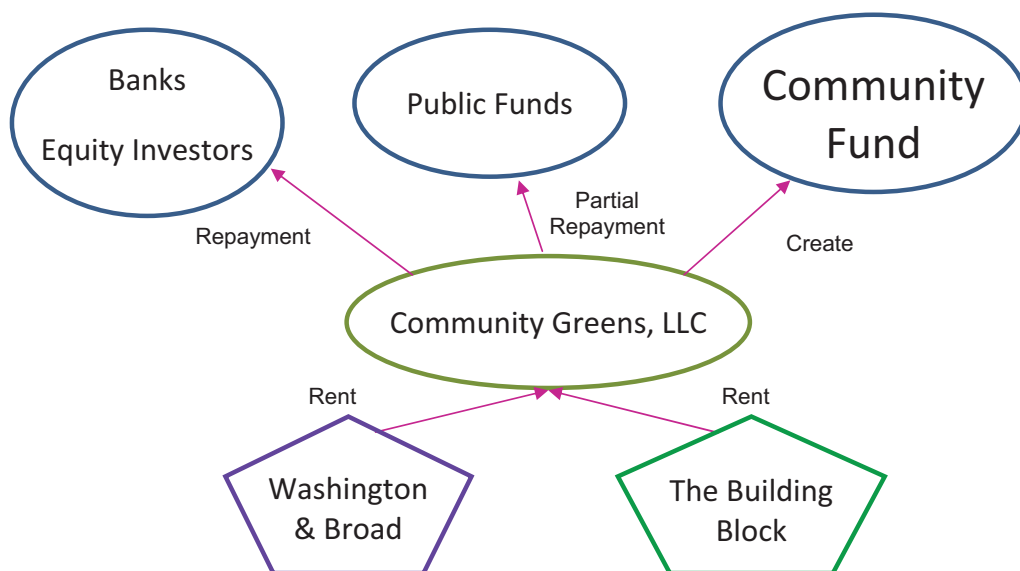 Banks
Equity Investors
Public Funds
Community
Fund
Repayment
Partial
Repayment
Create
Community Greens, LLC
Rent
Rent
Washington
& Broad
The Building
Block